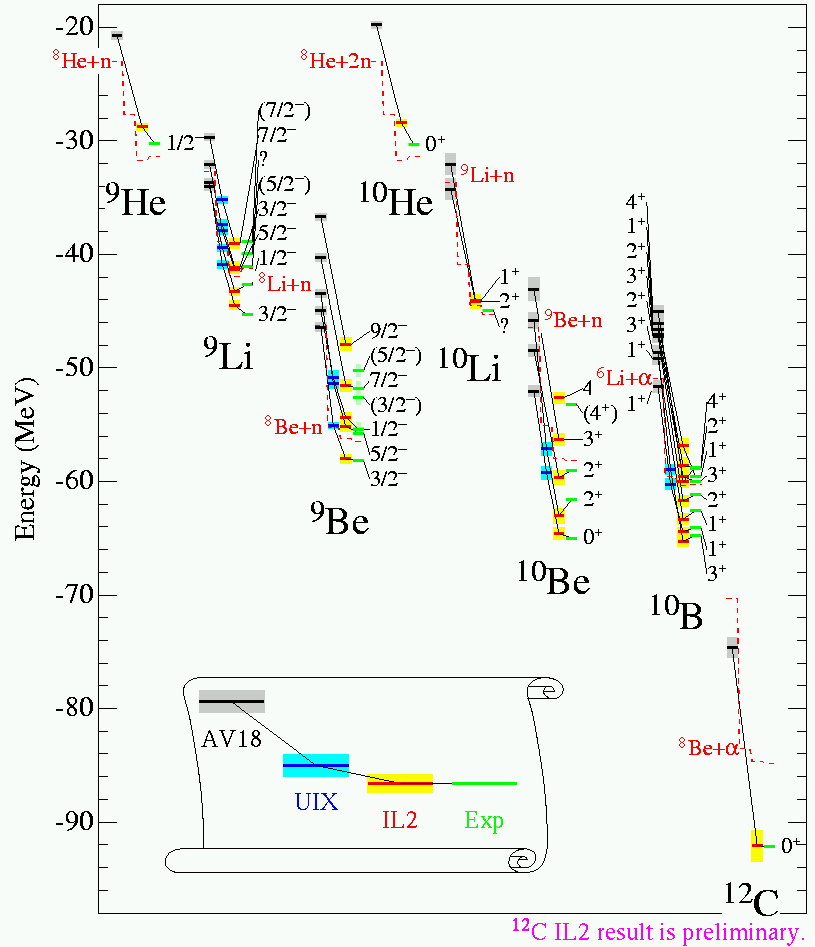 -20
-30
-40
-50
-60
-70
-80
-90
Energy (MeV)
⁸He+n
1/2⁻
⁹He
(7/2⁻)
7/2⁻
?
(5/2⁻)
3/2⁻
5/2⁻
1/2⁻
⁸Li+n
3/2⁻
⁹Li
9/2⁻
(5/2⁻)
7/2⁻
(3/2⁻)
⁸Be+n
1/2⁻
5/2⁻
3/2⁻
⁹Be
⁸He+2n
0⁺
¹⁰He
⁹Li+n
1⁺
2⁺
?
¹⁰Li
⁹Be+n
4
(4⁺)
3⁺
2⁺
2⁺
0⁺
¹⁰Be
4⁺
1⁺
2⁺
3⁺
2⁺
3⁺
1⁺
⁶Li+α
1⁺
4⁺
2⁺
1⁺
3⁺
2⁺
1⁺
1⁺
3⁺
¹⁰B
⁸Be+α
0⁺
¹²C
AV18
UIX
IL2
Exp
¹²C IL2 result is preliminary.